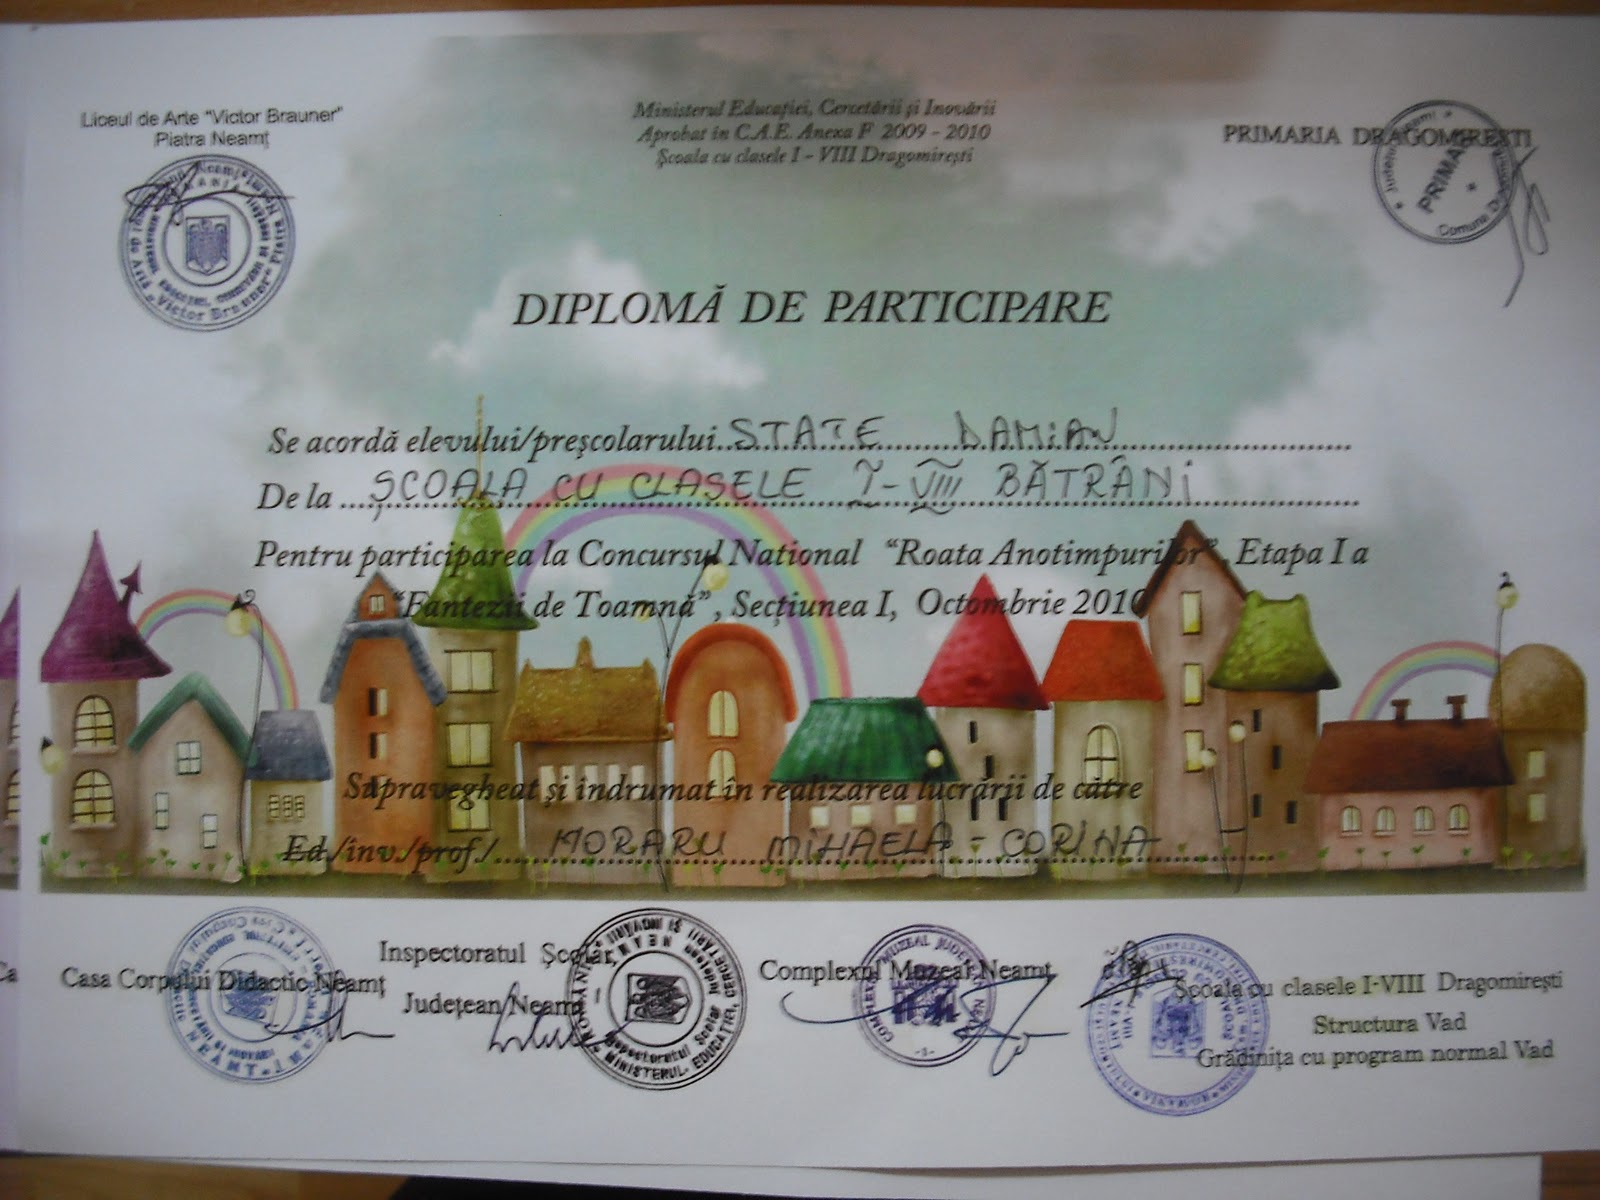 Liceul de Arte "Victor Brauner"
Piatra Neamț
Ministerul Educației, Cercetării și Inovării
Aprobat în C.A.E. Anexa F 2009 - 2010
Școala cu clasele I - VIII Dragomirești
PRIMARIA DRAGOMIRESTI
PRIMAR
DIPLOMĂ DE PARTICIPARE
Se acordă elevului/preșcolarului STATE DAMIAN
De la ȘCOALA CU CLASELE I-VIII BĂTRÂNI
Pentru participarea la Concursul National "Roata Anotimpurilor", Etapa I a
"Fantezii de Toamnă", Secțiunea I, Octombrie 2010
Supravegheat și îndrumat în realizarea lucrării de către
Ed./înv./prof./ MORARU MIHAELA-CORINA
Casa Corpului Didactic Neamț
Inspectoratul Școlar
Județean Neamț
Complexul Muzeal Neamț
Școala cu clasele I-VIII Dragomirești
Structura Vad
Grădinița cu program normal Vad